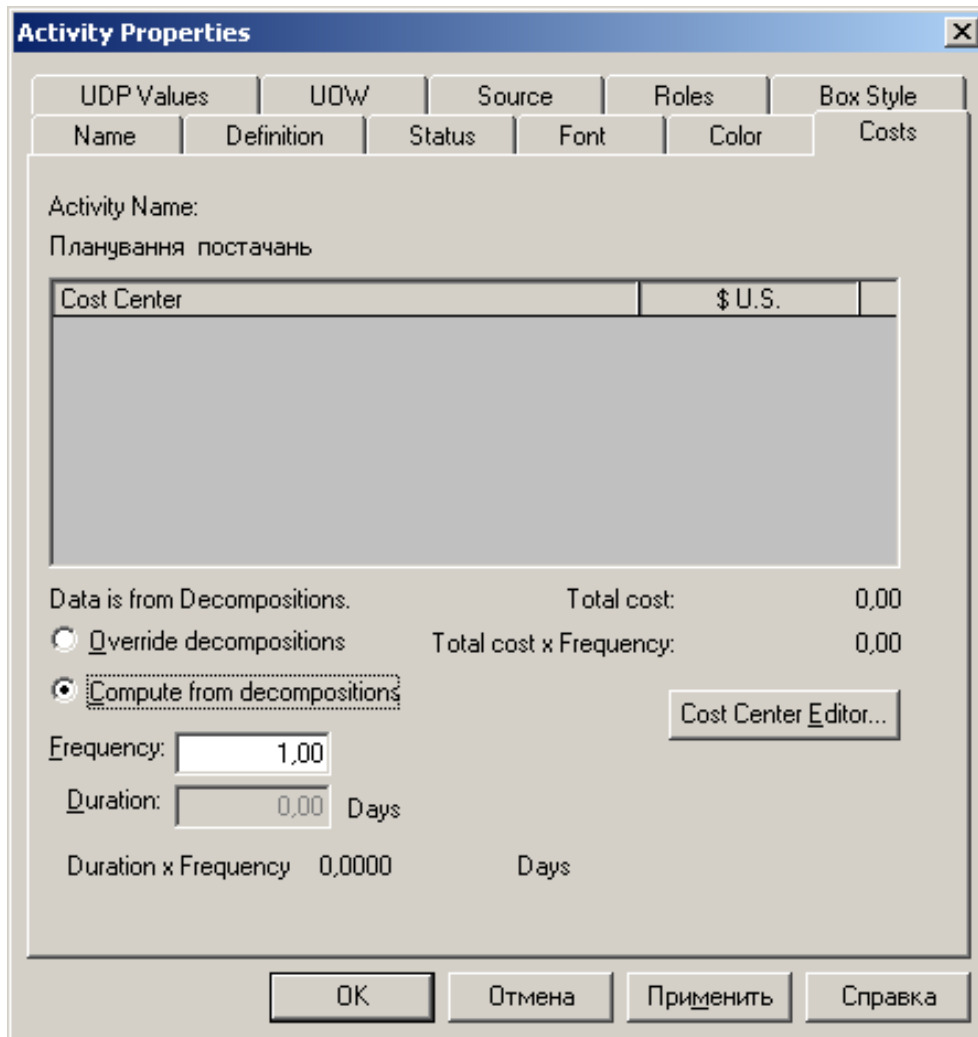 Activity Properties
UDP Values UOW Source Roles Box Style
Name Definition Status Font Color Costs
Activity Name:
Планування постачань
Cost Center $ U.S.
Data is from Decompositions. Total cost: 0,00
Override decompositions Total cost x Frequency: 0,00
Compute from decompositions
Cost Center Editor...
Frequency: 1,00
Duration: 0,00 Days
Duration x Frequency 0,0000 Days
OK Отмена Применить Справка